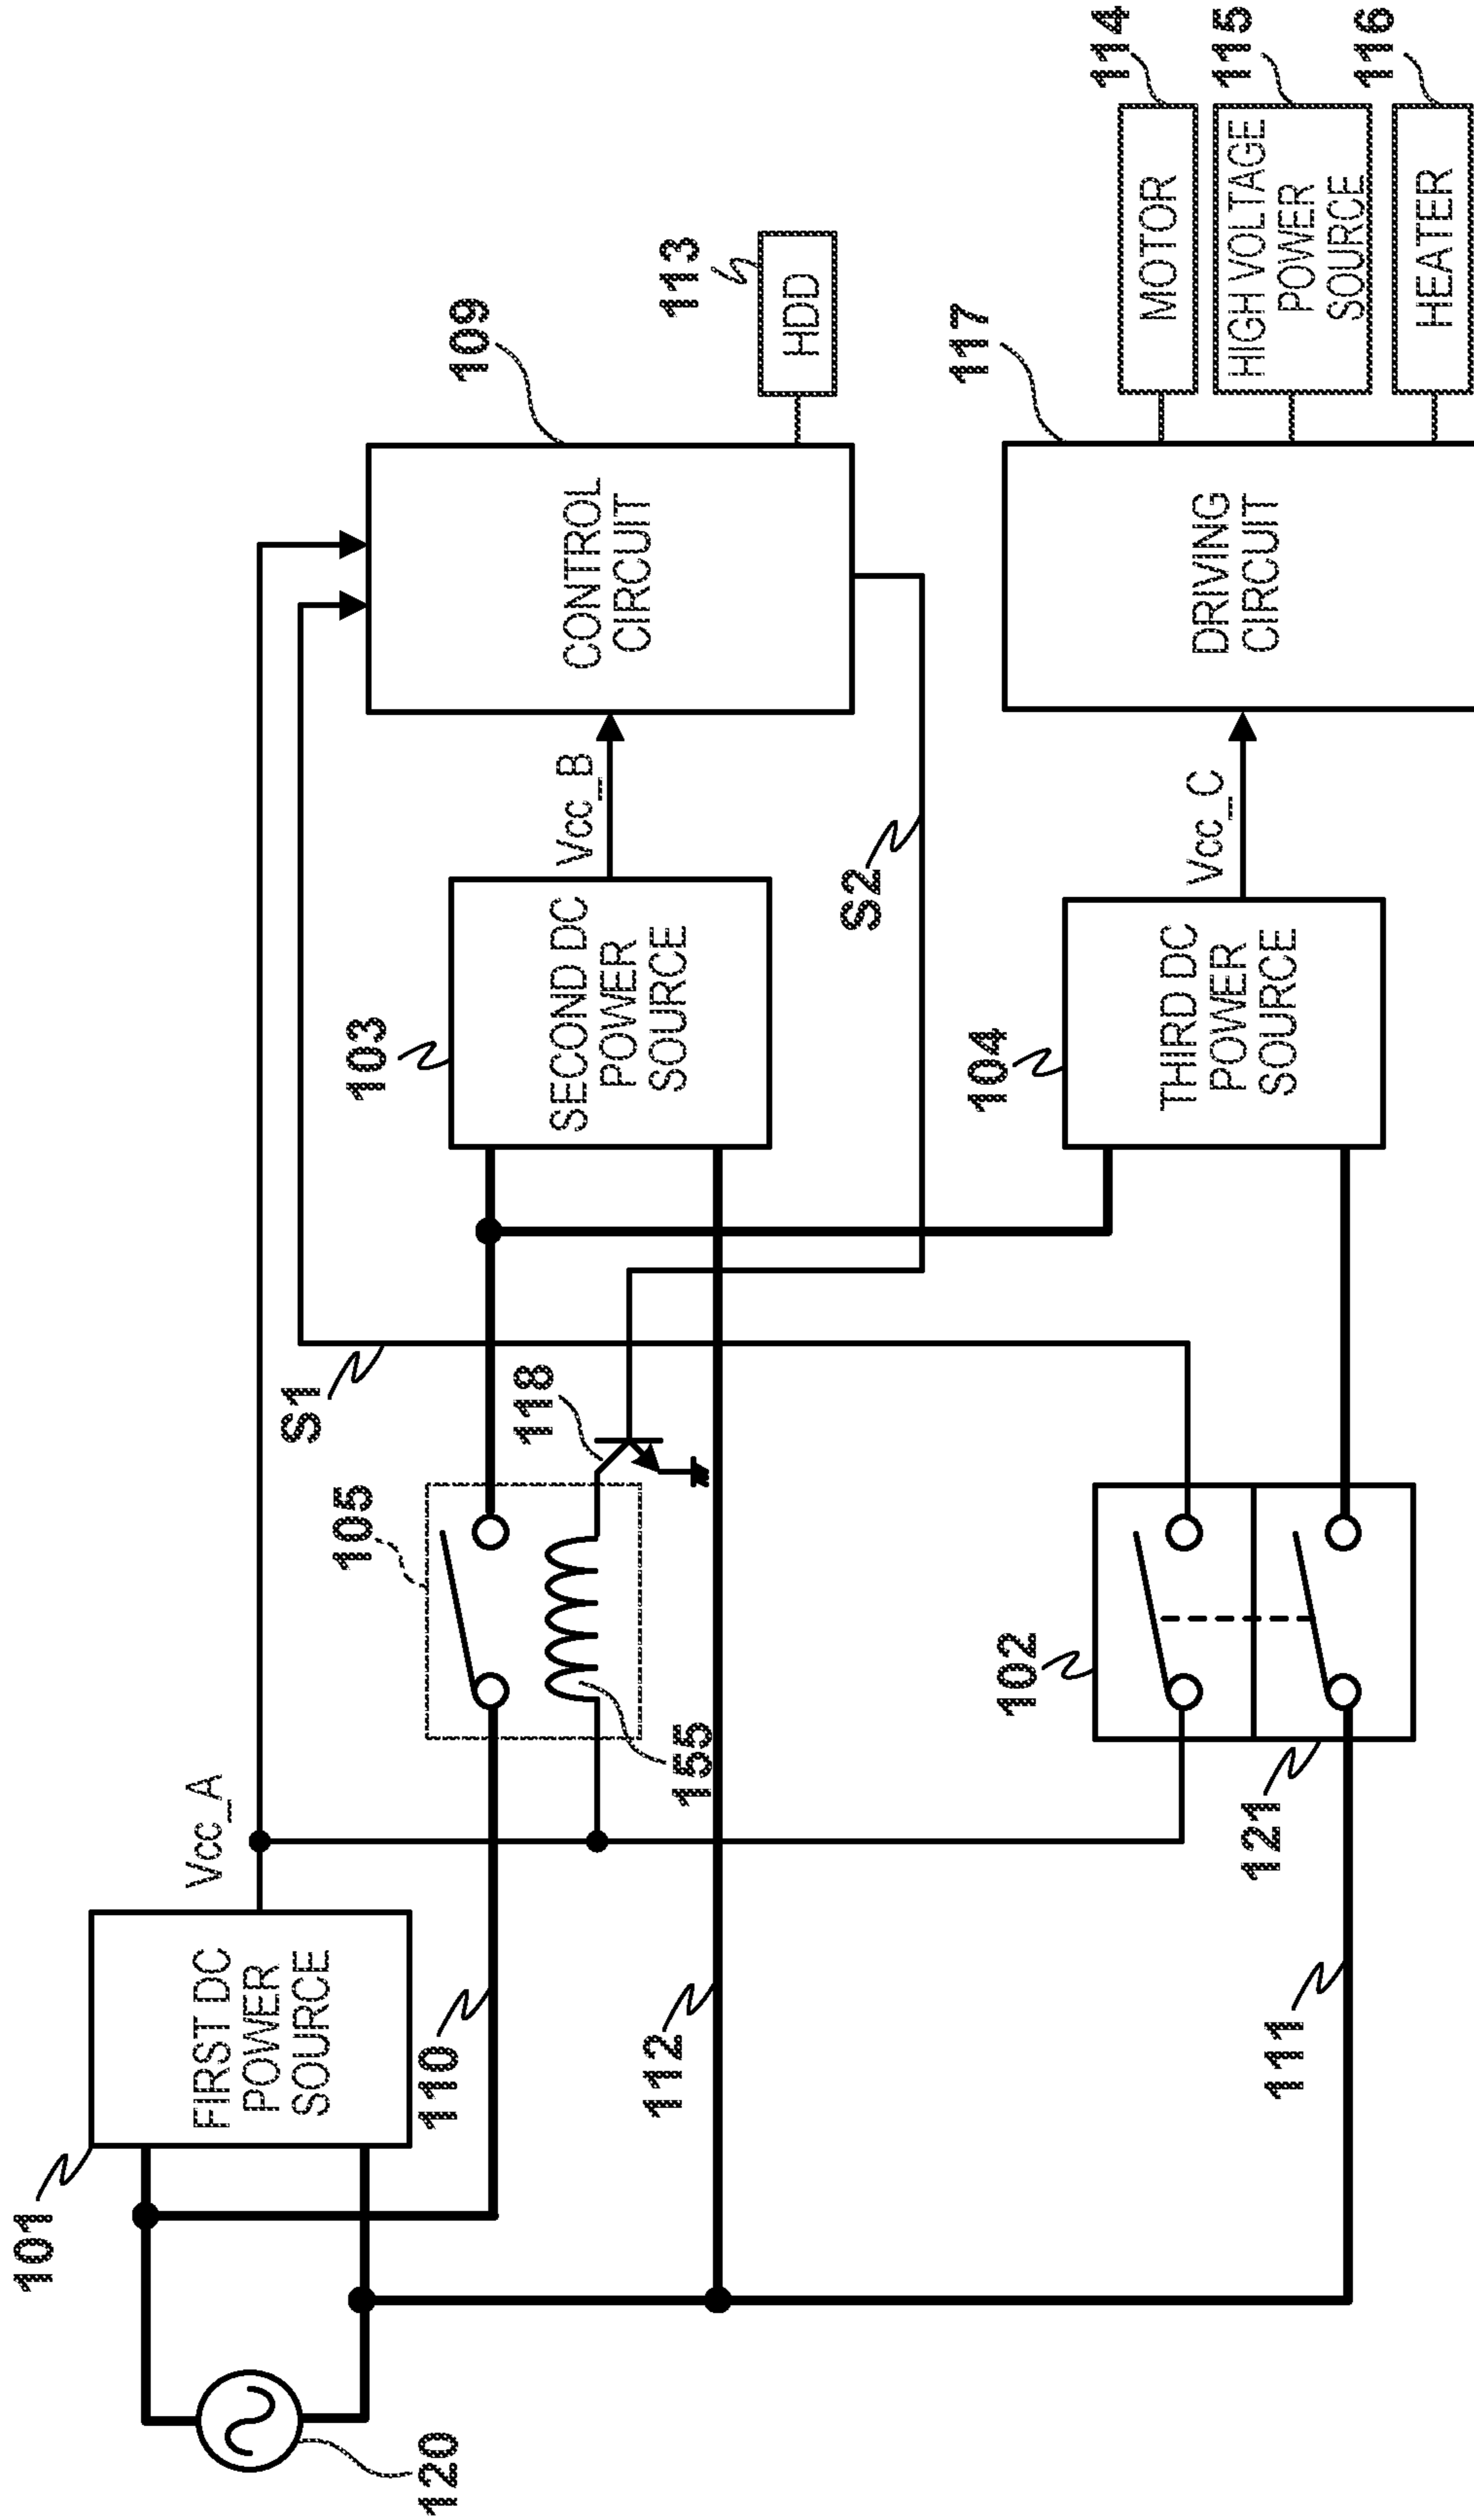 101
FIRST DC
POWER
SOURCE
Vcc_A
120
110
112
111
S1
105
155
118
102
121
103
SECOND DC
POWER
SOURCE
Vcc_B
S2
104
THIRD DC
POWER
SOURCE
Vcc_C
109
CONTROL
CIRCUIT
113
HDD
117
DRIVING
CIRCUIT
114
MOTOR
115
HIGH VOLTAGE
POWER
SOURCE
116
HEATER